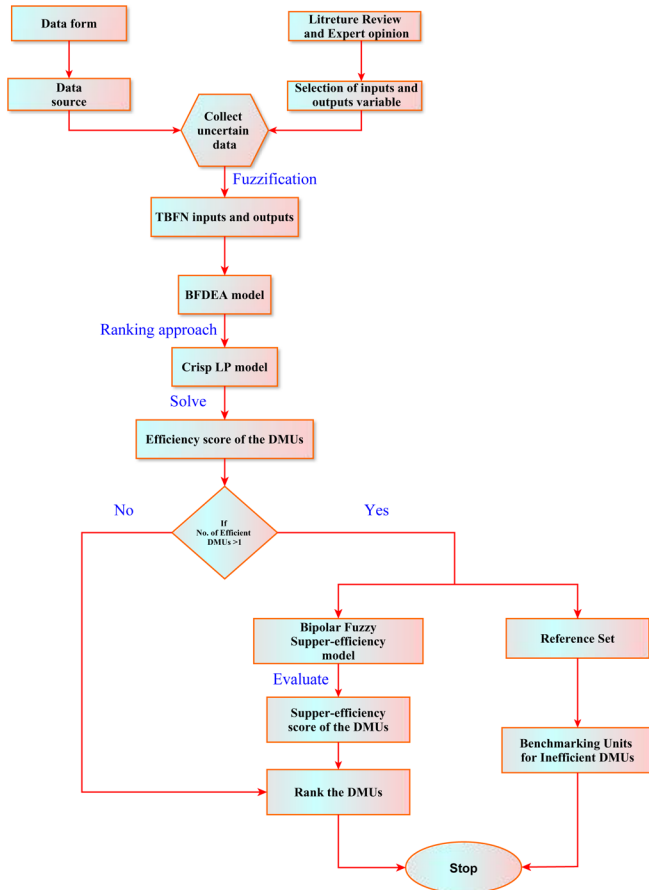 Data form
Litreture Review
and Expert opinion
Data
source
Selection of inputs and
outputs variable
Collect
uncertain
data
Fuzzification
TBFN inputs and outputs
BFDEA model
Ranking approach
Crisp LP model
Solve
Efficiency score of the DMUs
If
No. of Efficient
DMUs >1
No
Yes
Bipolar Fuzzy
Supper-efficiency
model
Reference Set
Evaluate
Supper-efficiency
score of the DMUs
Benchmarking Units
for Inefficient DMUs
Rank the DMUs
Stop